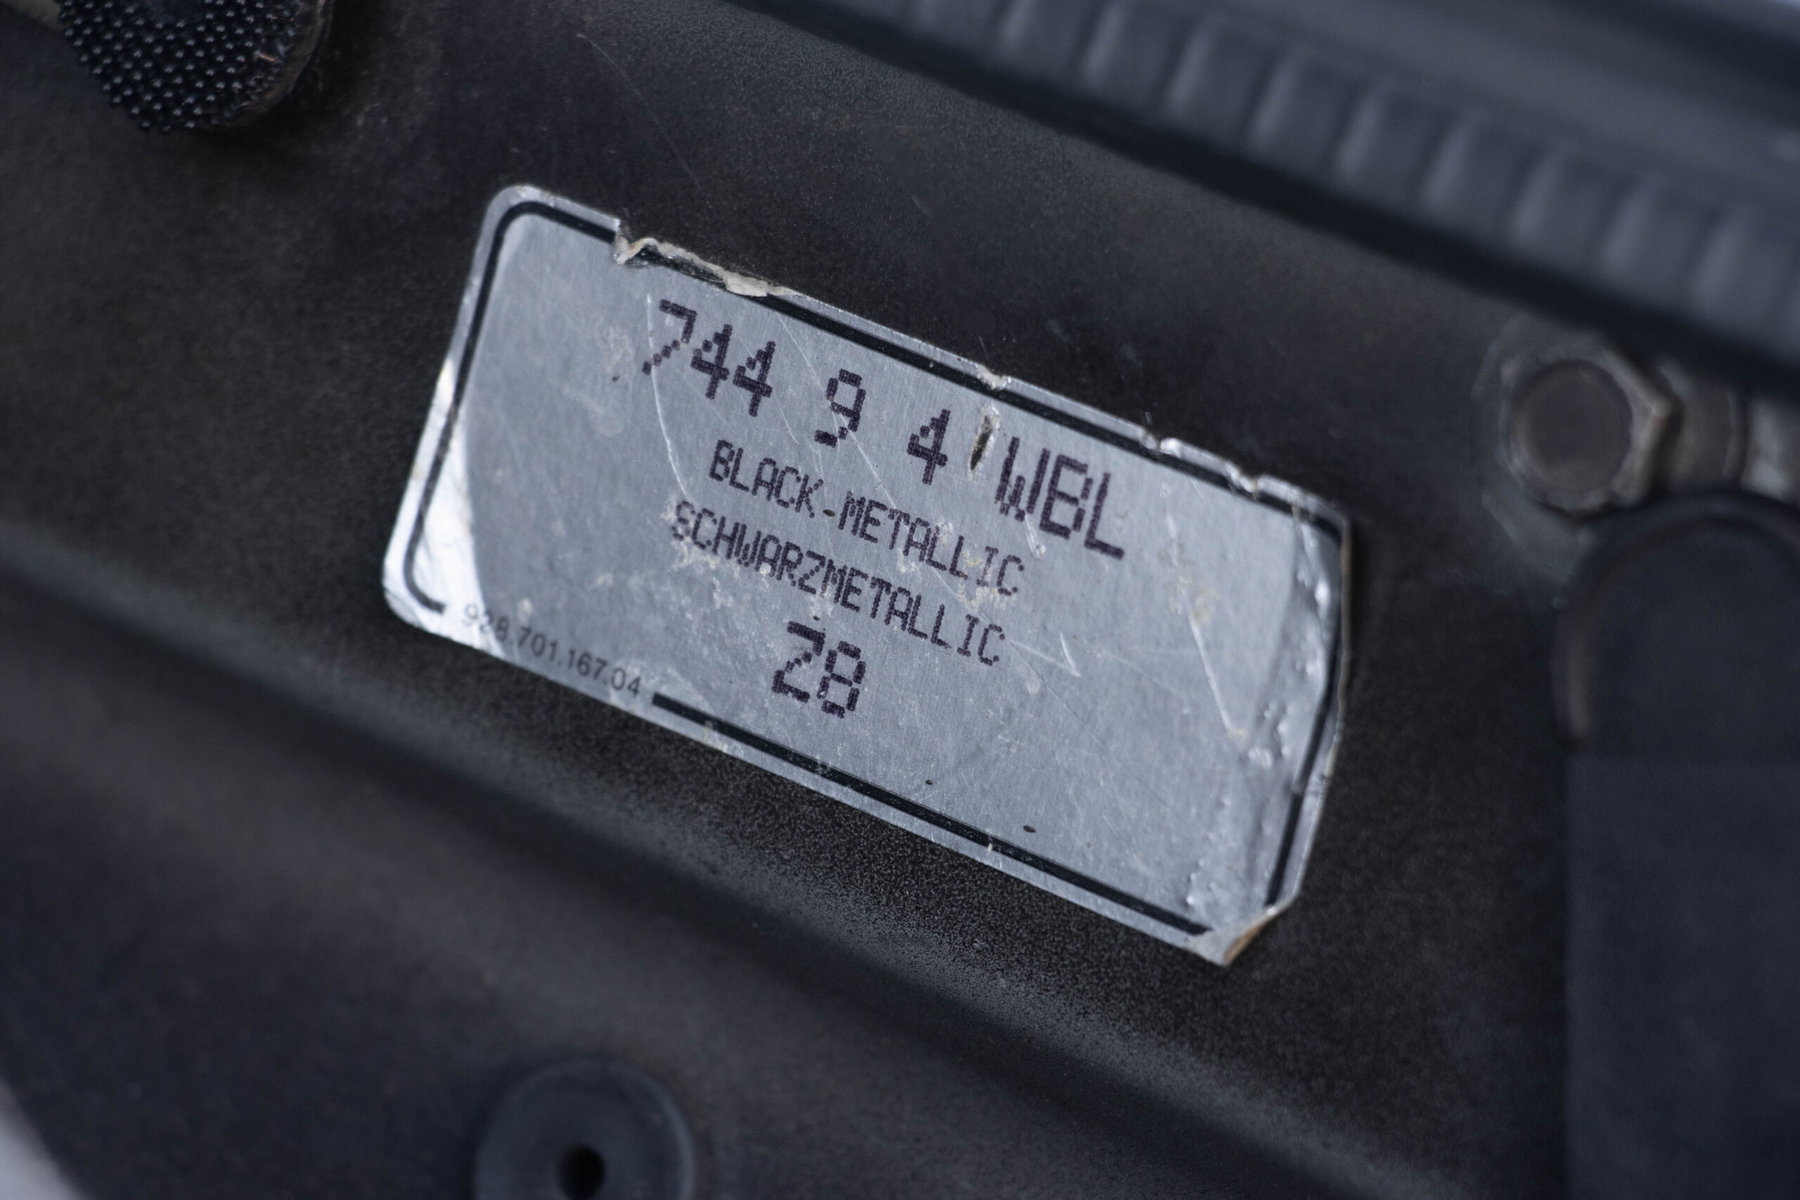 744 9 4 WBL
BLACK-METALLIC
SCHWARZMETALLIC
Z8
928.701.167.04